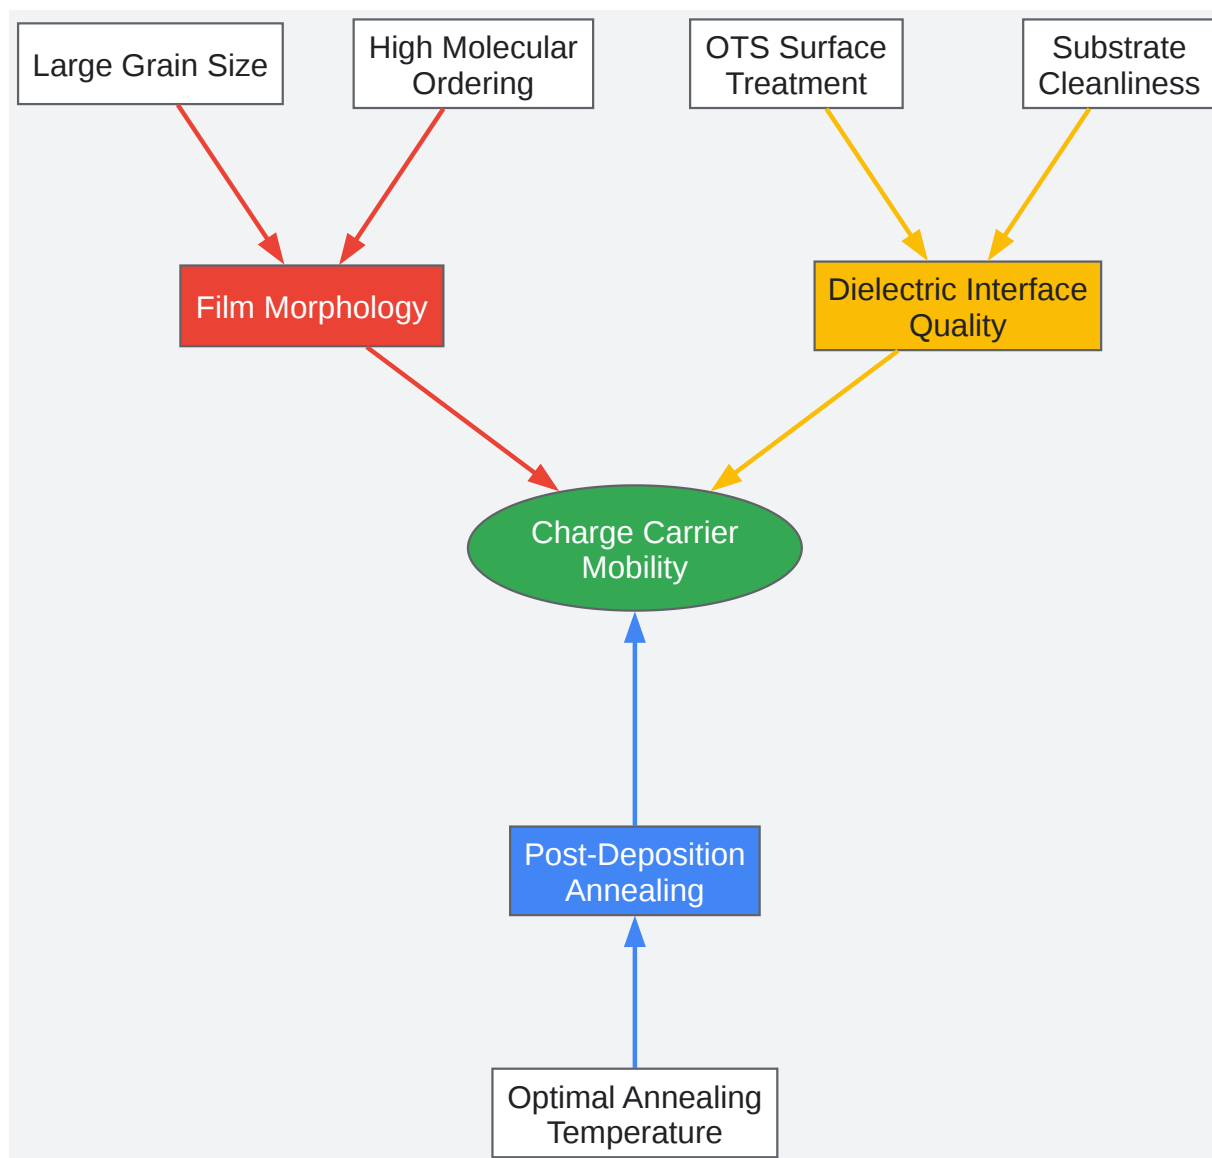 Large Grain Size
High Molecular
Ordering
OTS Surface
Treatment
Substrate
Cleanliness
Film Morphology
Dielectric Interface
Quality
Charge Carrier
Mobility
Post-Deposition
Annealing
Optimal Annealing
Temperature